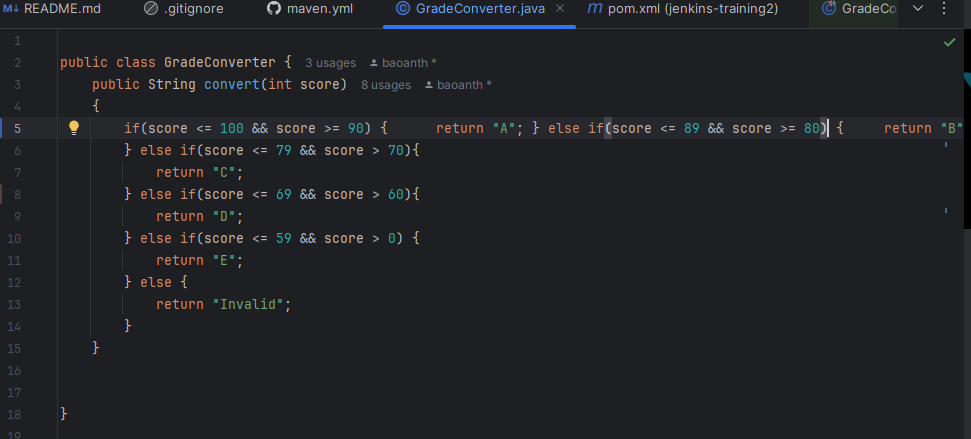 README.md .gitignore maven.yml GradeConverter.java × pom.xml (jenkins-training2) GradeCo
1
2 public class GradeConverter { 3 usages baoanth *
3 public String convert(int score) 8 usages baoanth *
4 {
5 if(score <= 100 && score >= 90) { return "A"; } else if(score <= 89 && score >= 80) { return "B"
6 } else if(score <= 79 && score > 70){
7 return "C";
8 } else if(score <= 69 && score > 60){
9 return "D";
10 } else if(score <= 59 && score > 0) {
11 return "E";
12 } else {
13 return "Invalid";
14 }
15 }
16
17
18 }
19